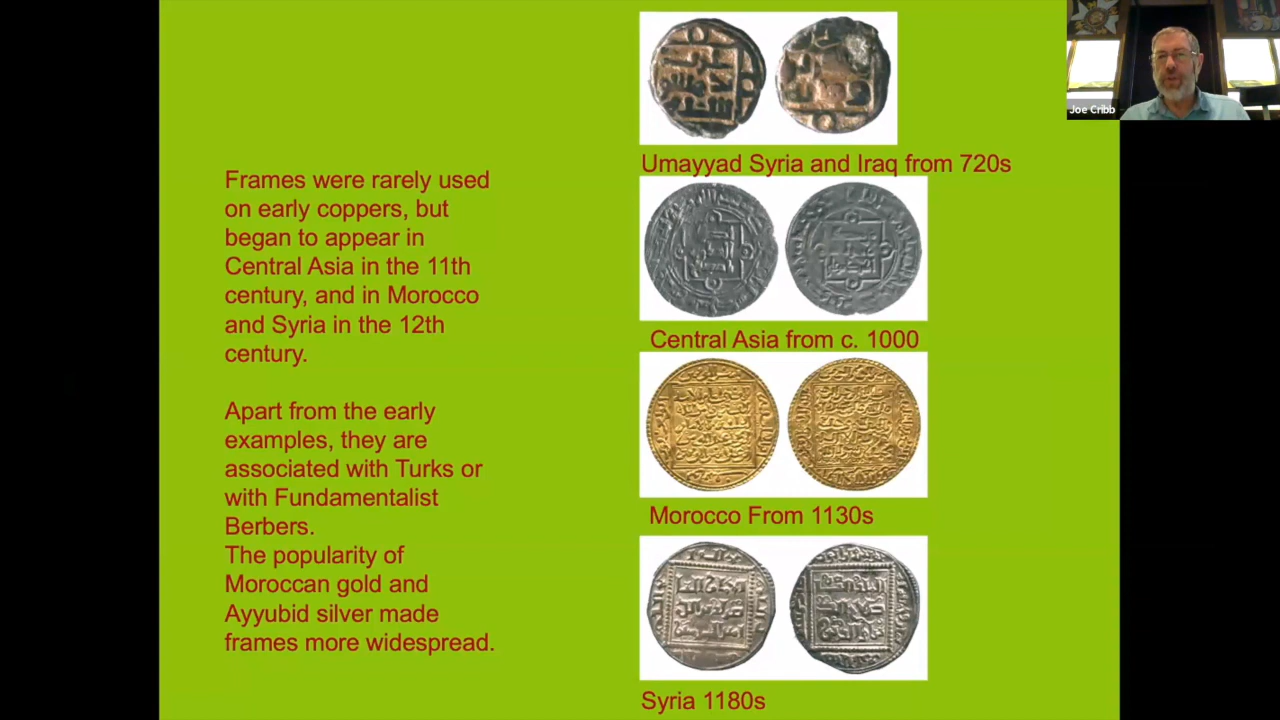 Frames were rarely used
on early coppers, but
began to appear in
Central Asia in the 11th
century, and in Morocco
and Syria in the 12th
century.
Apart from the early
examples, they are
associated with Turks or
with Fundamentalist
Berbers.
The popularity of
Moroccan gold and
Ayyubid silver made
frames more widespread.
Umayyad Syria and Iraq from 720s
Central Asia from c. 1000
Morocco From 1130s
Syria 1180s
Joe Cribb